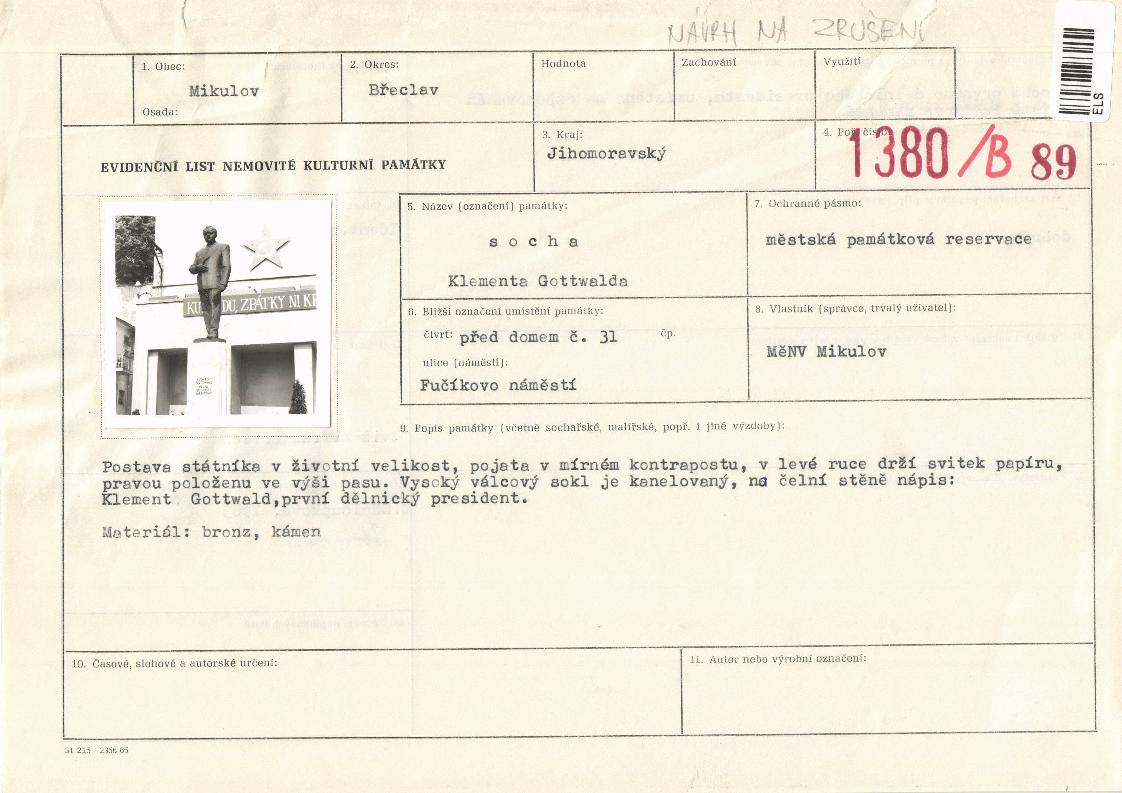 NÁVRH NA ZRUŠENÍ
ELS
1. Obec:
Mikulov
Osada:
2. Okres:
Břeclav
Hodnota
Zachování
Využití
EVIDENČNÍ LIST NEMOVITÉ KULTURNÍ PAMÁTKY
3. Kraj:
Jihomoravský
4. Poř. číslo:
1380/B 89
KU DU, ZPÁTKY NI KR
5. Název (označení) památky:
socha
Klementa Gottwalda
7. Ochranné pásmo:
městská památková reservace
6. Bližší označení umístění památky:
čtvrť: před domem č. 31 čp.
ulice (náměstí):
Fučíkovo náměstí
8. Vlastník (správce, trvalý uživatel):
MěNV Mikulov
9. Popis památky (včetně sochařské, malířské, popř. i jiné výzdoby):
Postava státníka v životní velikost, pojata v mírném kontrapostu, v levé ruce drží svitek papíru,
pravou položenu ve výši pasu. Vysoký válcový sokl je kanelovaný, na čelní stěně nápis:
Klement Gottwald,první dělnický president.
Materiál: bronz, kámen
10. Časové, slohové a autorské určení:
11. Autor nebo výrobní označení:
St 215 - 2356 65